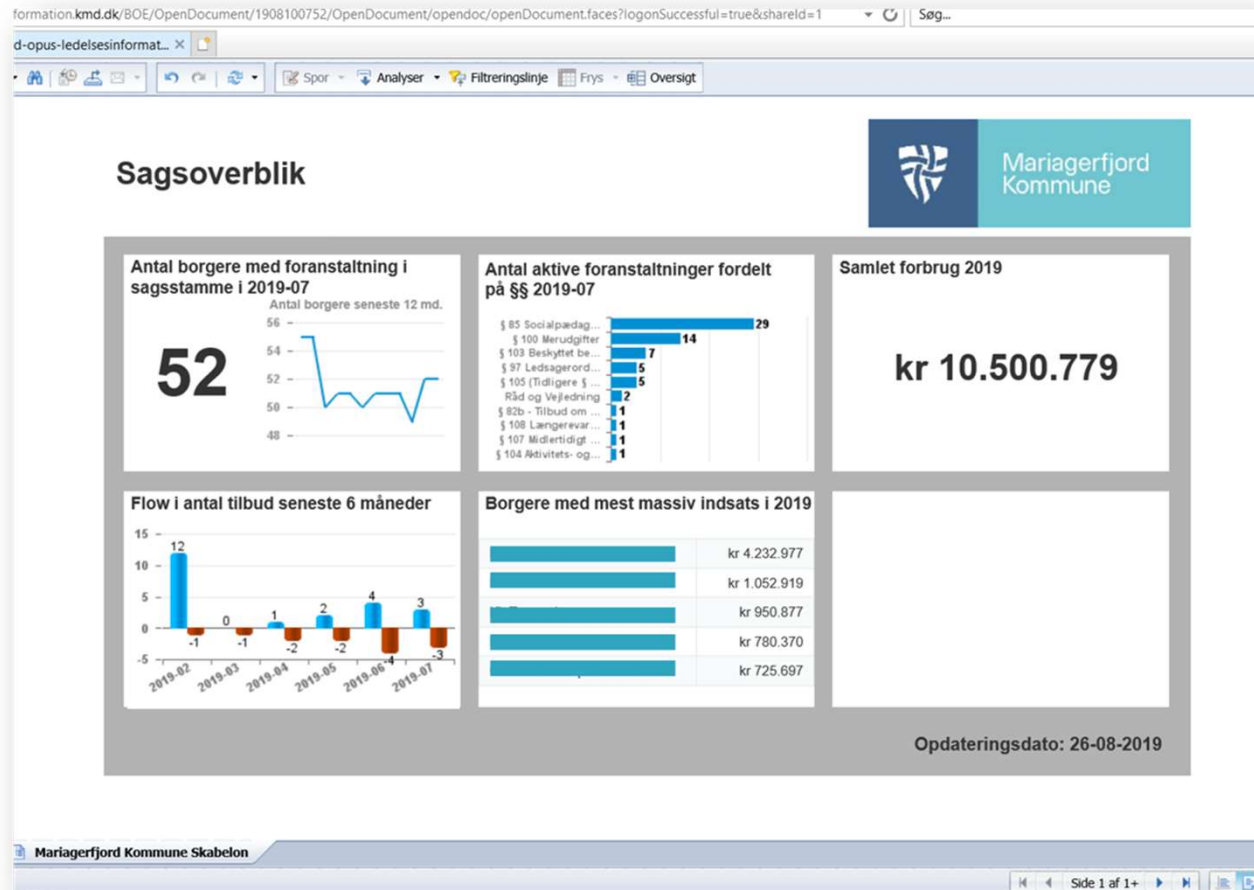 formation.kmd.dk/BOE/OpenDocument/1908100752/OpenDocument/opendoc/openDocument.faces?logonSuccessful=true&shareId=1
Søg...
d-opus-ledelsesinformat...
Spor
Analyser
Filtreringslinje
Frys
Oversigt
Sagsoverblik
Mariagerfjord
Kommune
Antal borgere med foranstaltning i
sagsstamme i 2019-07
Antal borgere seneste 12 md.
52
56
54
52
50
48
Antal aktive foranstaltninger fordelt
på §§ 2019-07
§ 85 Socialpædag... 29
§ 100 Merudgifter 14
§ 103 Beskyttet be... 7
§ 97 Ledsagerord... 5
§ 105 (Tidligere § ... 5
Råd og Vejledning 2
§ 82b - Tilbud om ... 1
§ 108 Længerevar... 1
§ 107 Midlertidigt ... 1
§ 104 Aktivitets- og... 1
Samlet forbrug 2019
kr 10.500.779
Flow i antal tilbud seneste 6 måneder
15
10
5
0
-5
12
0
1
2
4
3
-1
-1
-2
-2
-4
-3
2019-02
2019-03
2019-04
2019-05
2019-06
2019-07
Borgere med mest massiv indsats i 2019
kr 4.232.977
kr 1.052.919
kr 950.877
kr 780.370
kr 725.697
Opdateringsdato: 26-08-2019
Mariagerfjord Kommune Skabelon
Side 1 af 1+